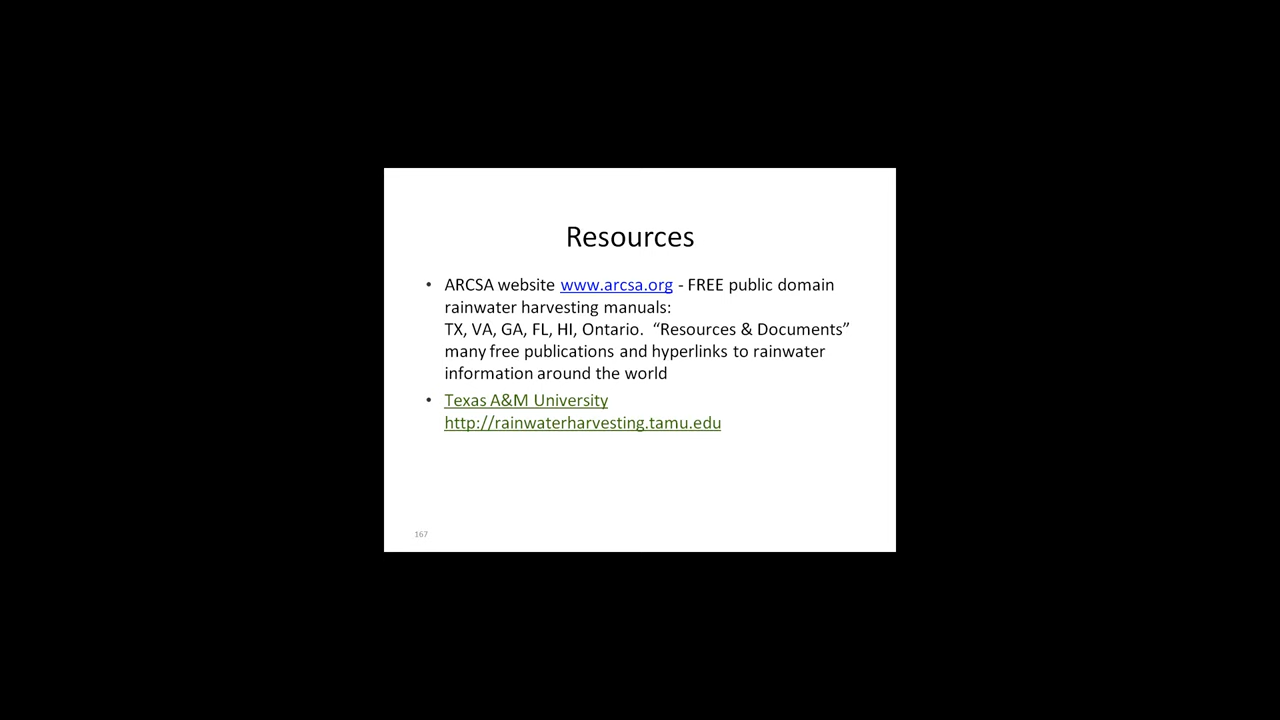 Resources
• ARCSA website www.arcsa.org - FREE public domain
rainwater harvesting manuals:
TX, VA, GA, FL, HI, Ontario.  “Resources & Documents”
many free publications and hyperlinks to rainwater
information around the world
• Texas A&M University
http://rainwaterharvesting.tamu.edu
167